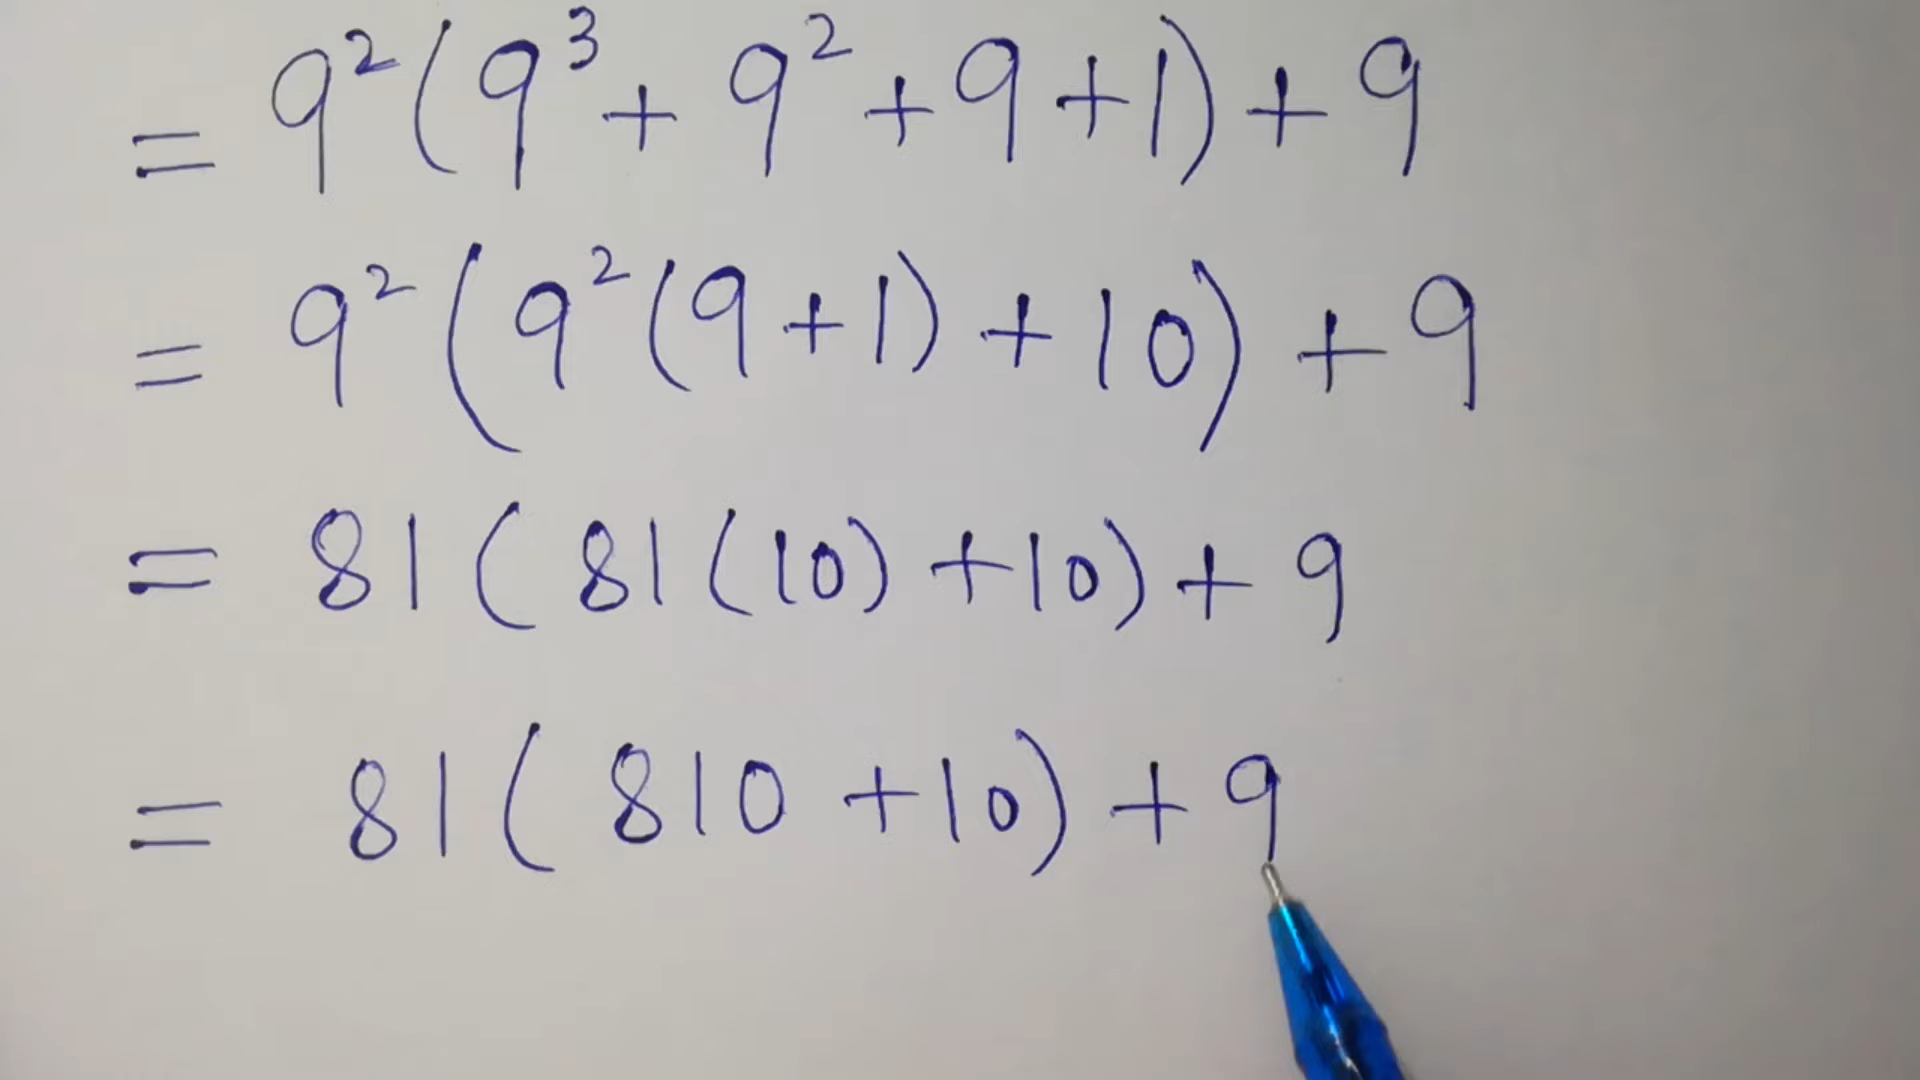 = 9²(9³ + 9² + 9 + 1) + 9
= 9²(9²(9 + 1) + 10) + 9
= 81(81(10) + 10) + 9
= 81(810 + 10) + 9